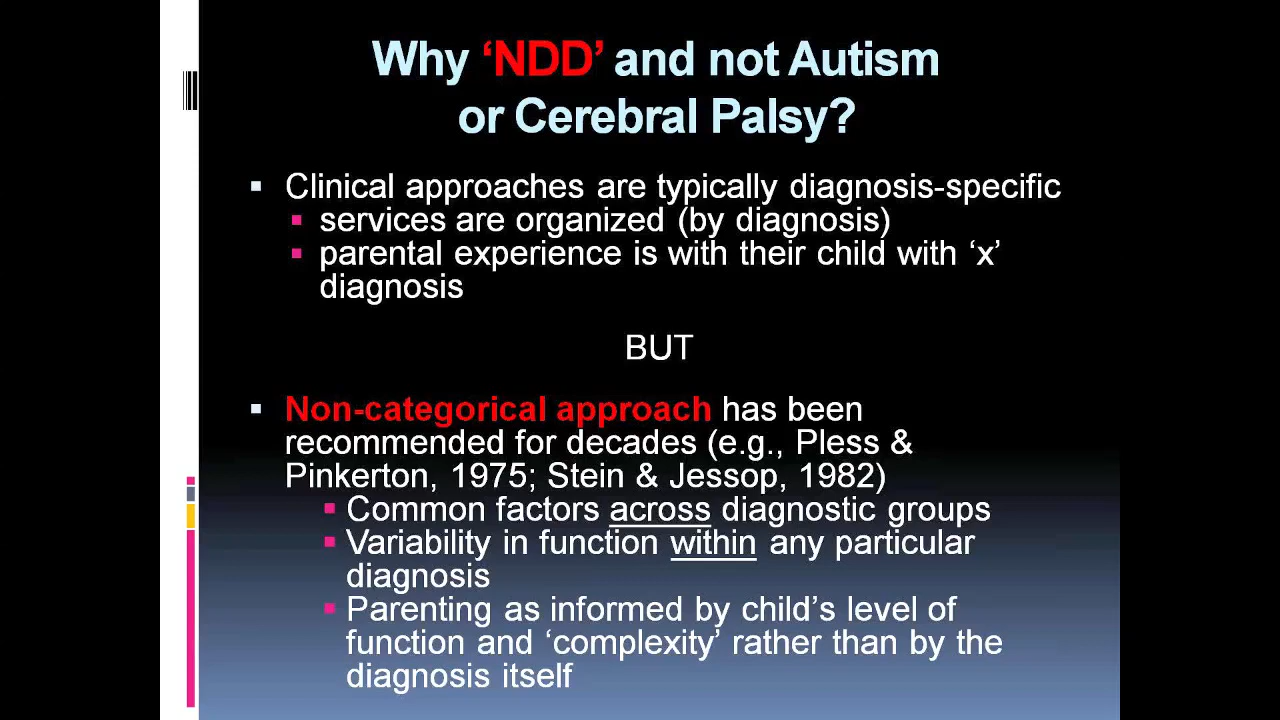 Why ‘NDD’ and not Autism
or Cerebral Palsy?
Clinical approaches are typically diagnosis-specific
services are organized (by diagnosis)
parental experience is with their child with ‘x’
diagnosis
BUT
Non-categorical approach has been
recommended for decades (e.g., Pless &
Pinkerton, 1975; Stein & Jessop, 1982)
Common factors across diagnostic groups
Variability in function within any particular
diagnosis
Parenting as informed by child’s level of
function and ‘complexity’ rather than by the
diagnosis itself